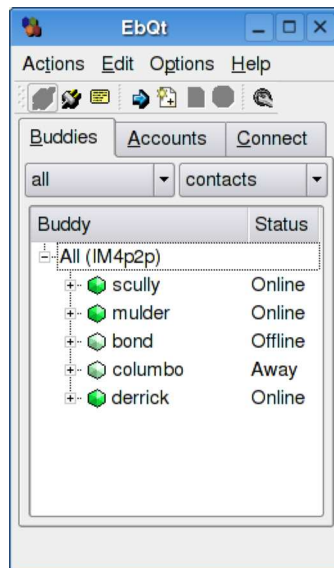 EbQt
Actions Edit Options Help
Buddies Accounts Connect
all contacts
Buddy Status
All (IM4p2p)
scully Online
mulder Online
bond Offline
columbo Away
derrick Online